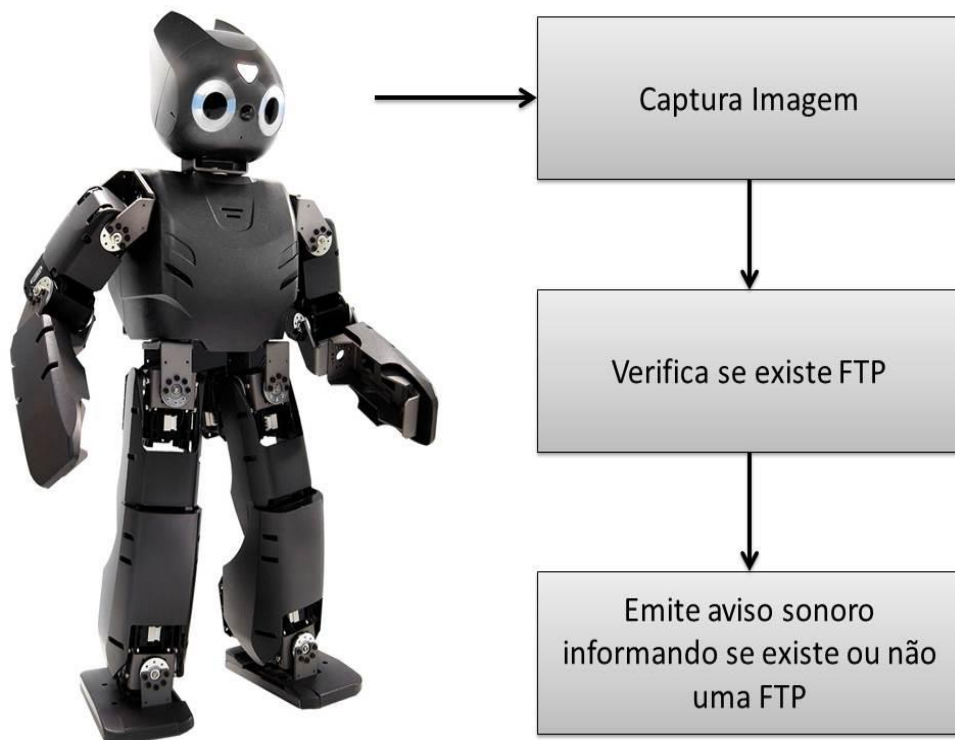 Captura Imagem
Verifica se existe FTP
Emite aviso sonoro
informando se existe ou não
uma FTP